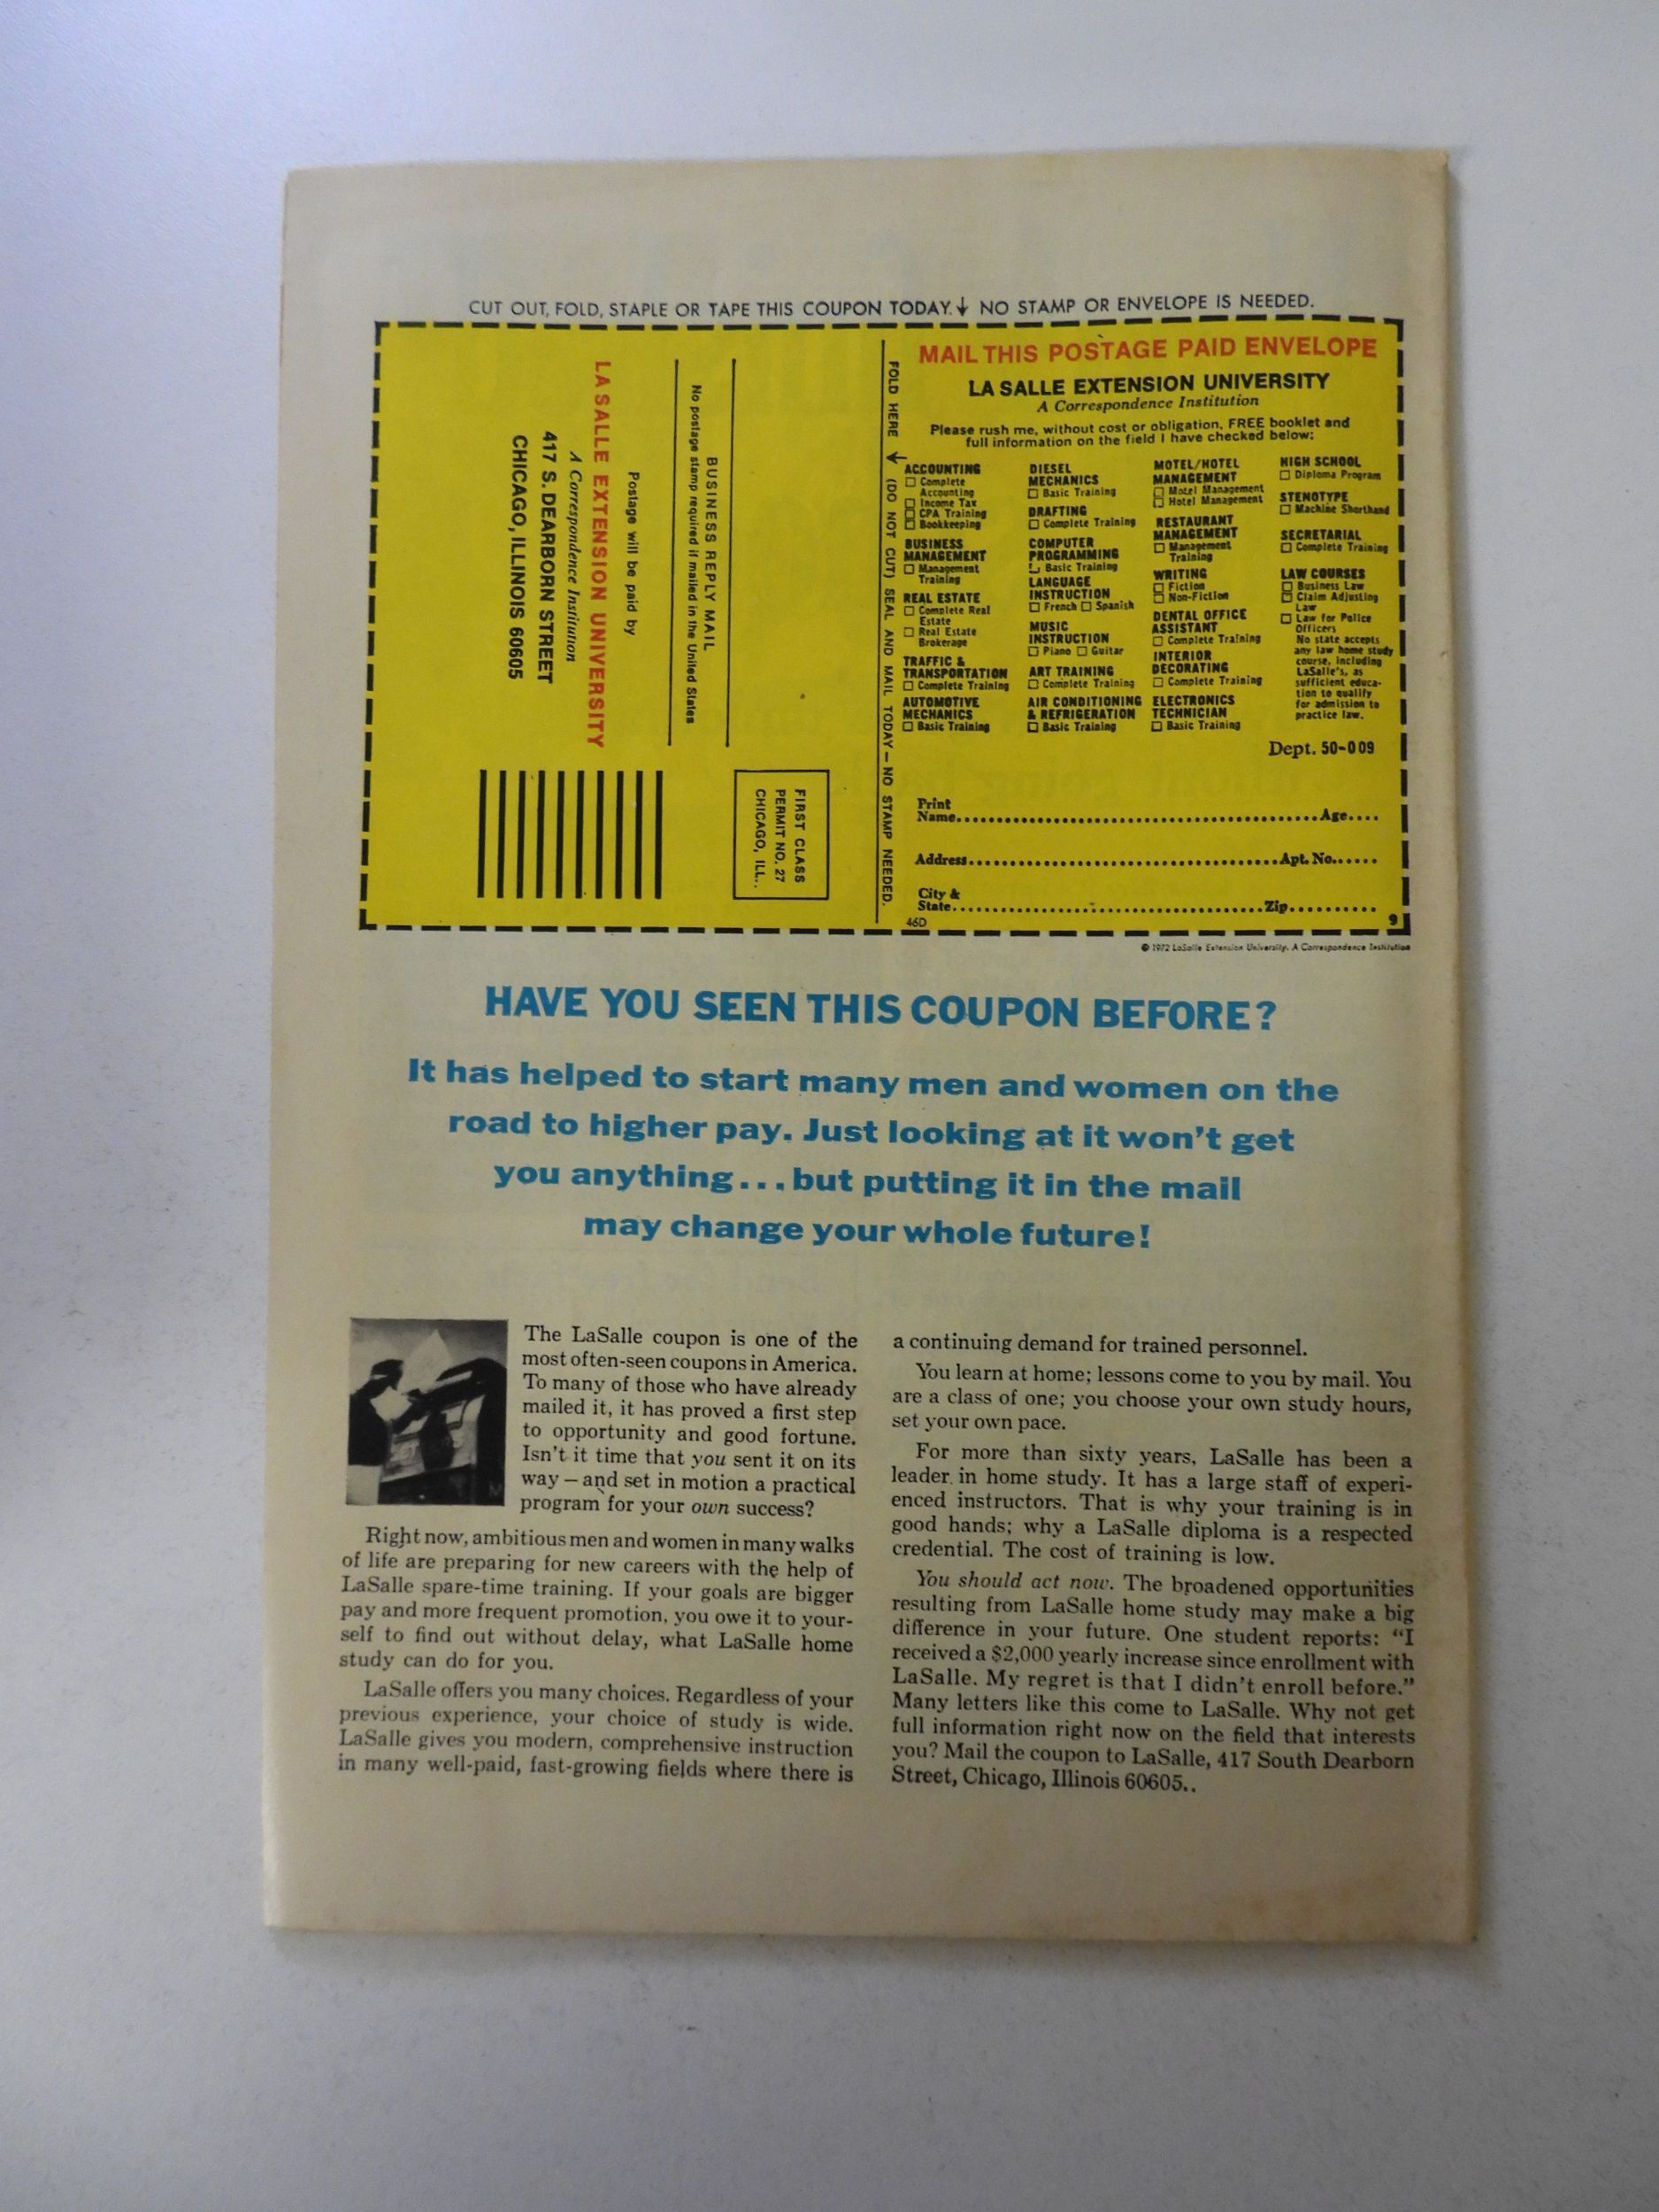 CUT OUT, FOLD, STAPLE OR TAPE THIS COUPON TODAY.↓ NO STAMP OR ENVELOPE IS NEEDED.
FIRST CLASS
PERMIT NO. 27
CHICAGO, ILL..
BUSINESS REPLY MAIL
No postage stamp required if mailed in the United States
Postage will be paid by
LA SALLE EXTENSION UNIVERSITY
A Correspondence Institution
417 S. DEARBORN STREET
CHICAGO, ILLINOIS 60605
FOLD HERE ↓ (DO NOT CUT) SEAL AND MAIL TODAY — NO STAMP NEEDED.
MAIL THIS POSTAGE PAID ENVELOPE
LA SALLE EXTENSION UNIVERSITY
A Correspondence Institution
Please rush me, without cost or obligation, FREE booklet and
full information on the field I have checked below:
ACCOUNTING
□ Complete
Accounting
□ Income Tax
□ CPA Training
□ Bookkeeping
BUSINESS
MANAGEMENT
□ Management
Training
REAL ESTATE
□ Complete Real
Estate
□ Real Estate
Brokerage
TRAFFIC &
TRANSPORTATION
□ Complete Training
AUTOMOTIVE
MECHANICS
□ Basic Training
DIESEL
MECHANICS
□ Basic Training
DRAFTING
□ Complete Training
COMPUTER
PROGRAMMING
□ Basic Training
LANGUAGE
INSTRUCTION
□ French □ Spanish
MUSIC
INSTRUCTION
□ Piano □ Guitar
ART TRAINING
□ Complete Training
AIR CONDITIONING
& REFRIGERATION
□ Basic Training
MOTEL/HOTEL
MANAGEMENT
□ Motel Management
□ Hotel Management
RESTAURANT
MANAGEMENT
□ Management
Training
WRITING
□ Fiction
□ Non-Fiction
DENTAL OFFICE
ASSISTANT
□ Complete Training
INTERIOR
DECORATING
□ Complete Training
ELECTRONICS
TECHNICIAN
□ Basic Training
HIGH SCHOOL
□ Diploma Program
STENOTYPE
□ Machine Shorthand
SECRETARIAL
□ Complete Training
LAW COURSES
□ Business Law
□ Claim Adjusting
Law
□ Law for Police
Officers
No state accepts
any law home study
course, including
LaSalle's, as
sufficient educa-
tion to qualify
for admission to
practice law.
Dept. 50-009
Print
Name........................................Age....
Address........................................Apt. No......
City &
State........................................Zip..........
46D
9
© 1972 LaSalle Extension University, A Correspondence Institution
HAVE YOU SEEN THIS COUPON BEFORE?
It has helped to start many men and women on the
road to higher pay. Just looking at it won't get
you anything...but putting it in the mail
may change your whole future!
The LaSalle coupon is one of the
most often-seen coupons in America.
To many of those who have already
mailed it, it has proved a first step
to opportunity and good fortune.
Isn't it time that you sent it on its
way — and set in motion a practical
program for your own success?
Right now, ambitious men and women in many walks
of life are preparing for new careers with the help of
LaSalle spare-time training. If your goals are bigger
pay and more frequent promotion, you owe it to your-
self to find out without delay, what LaSalle home
study can do for you.
LaSalle offers you many choices. Regardless of your
previous experience, your choice of study is wide.
LaSalle gives you modern, comprehensive instruction
in many well-paid, fast-growing fields where there is
a continuing demand for trained personnel.
You learn at home; lessons come to you by mail. You
are a class of one; you choose your own study hours,
set your own pace.
For more than sixty years, LaSalle has been a
leader in home study. It has a large staff of experi-
enced instructors. That is why your training is in
good hands; why a LaSalle diploma is a respected
credential. The cost of training is low.
You should act now. The broadened opportunities
resulting from LaSalle home study may make a big
difference in your future. One student reports: "I
received a $2,000 yearly increase since enrollment with
LaSalle. My regret is that I didn't enroll before."
Many letters like this come to LaSalle. Why not get
full information right now on the field that interests
you? Mail the coupon to LaSalle, 417 South Dearborn
Street, Chicago, Illinois 60605..